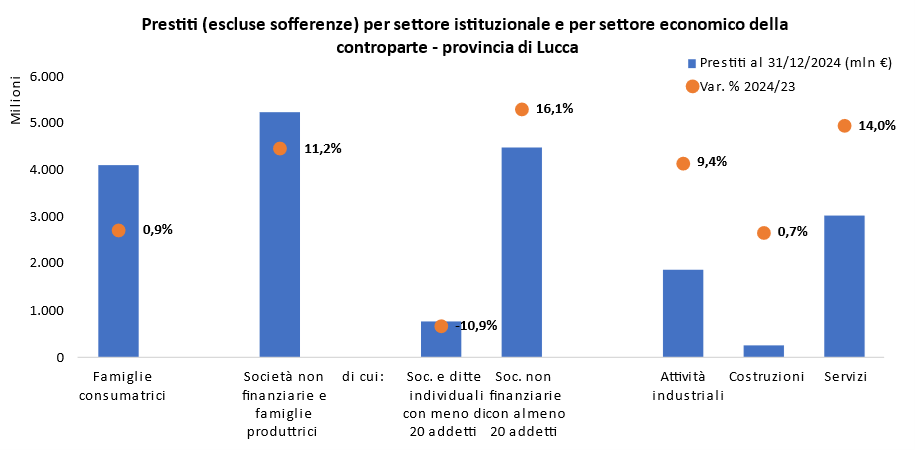 Prestiti (escluse sofferenze) per settore istituzionale e per settore economico della
controparte - provincia di Lucca
Prestiti al 31/12/2024 (mln €)
Var. % 2024/23
Milioni
6.000
5.000
4.000
3.000
2.000
1.000
0
0,9%
11,2%
-10,9%
16,1%
9,4%
0,7%
14,0%
Famiglie
consumatrici
Società non
finanziarie e
famiglie
produttrici
di cui:
Soc. e ditte
individuali
con meno di
20 addetti
Soc. non
finanziarie
con almeno
20 addetti
Attività
industriali
Costruzioni
Servizi